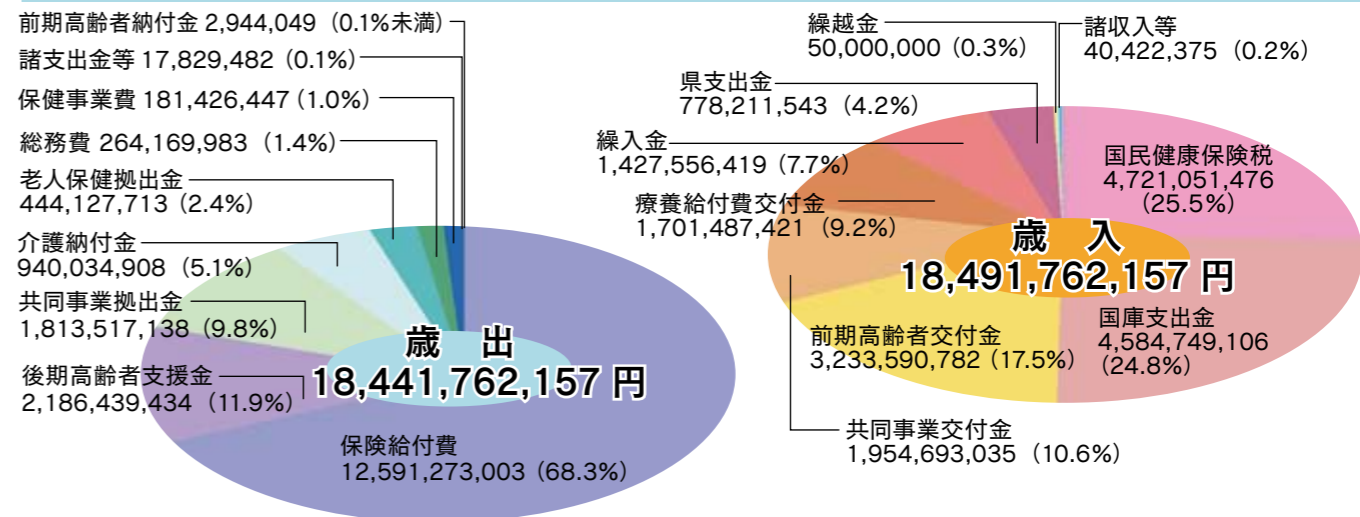 前期高齢者納付金 2,944,049（0.1%未満）
諸支出金等 17,829,482（0.1%）
保健事業費 181,426,447（1.0%）
総務費 264,169,983（1.4%）
老人保健拠出金
444,127,713（2.4%）
介護納付金
940,034,908（5.1%）
共同事業拠出金
1,813,517,138（9.8%）
後期高齢者支援金
2,186,439,434（11.9%）
歳　出
18,441,762,157 円
保険給付費
12,591,273,003（68.3%）
繰越金
50,000,000（0.3%）
諸収入等
40,422,375（0.2%）
県支出金
778,211,543（4.2%）
繰入金
1,427,556,419（7.7%）
療養給付費交付金
1,701,487,421（9.2%）
国民健康保険税
4,721,051,476
（25.5%）
歳　入
18,491,762,157 円
国庫支出金
4,584,749,106
（24.8%）
前期高齢者交付金
3,233,590,782（17.5%）
共同事業交付金
1,954,693,035（10.6%）